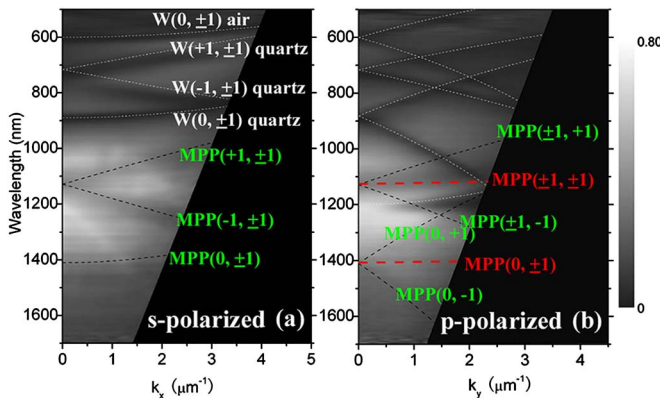 600
800
1000
1200
1400
1600
Wavelength (nm)
W(0, ±1) air
W(+1, ±1) quartz
W(-1, ±1) quartz
W(0, ±1) quartz
MPP(+1, ±1)
MPP(-1, ±1)
MPP(0, ±1)
s-polarized (a)
0 1 2 3 4 5
kₓ (μm⁻¹)
600
800
1000
1200
1400
1600
MPP(±1, +1)
MPP(±1, ±1)
MPP(±1, -1)
MPP(0, +1)
MPP(0, ±1)
MPP(0, -1)
p-polarized (b)
0 1 2 3 4
k_y (μm⁻¹)
0.80
0